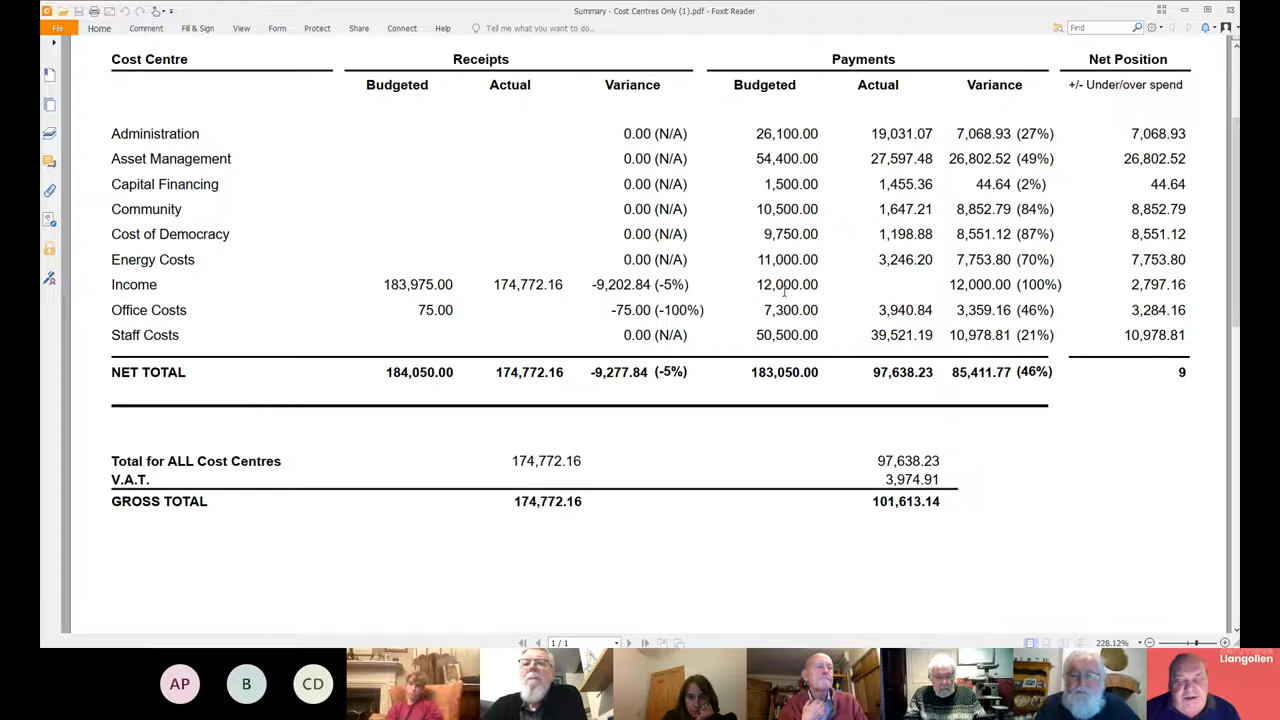 Summary - Cost Centres Only (1).pdf - Foxit Reader
File Home Comment Fill & Sign View Form Protect Share Connect Help Tell me what you want to do... Find
Cost Centre Receipts Payments Net Position
Budgeted Actual Variance Budgeted Actual Variance +/- Under/over spend
Administration 0.00 (N/A) 26,100.00 19,031.07 7,068.93 (27%) 7,068.93
Asset Management 0.00 (N/A) 54,400.00 27,597.48 26,802.52 (49%) 26,802.52
Capital Financing 0.00 (N/A) 1,500.00 1,455.36 44.64 (2%) 44.64
Community 0.00 (N/A) 10,500.00 1,647.21 8,852.79 (84%) 8,852.79
Cost of Democracy 0.00 (N/A) 9,750.00 1,198.88 8,551.12 (87%) 8,551.12
Energy Costs 0.00 (N/A) 11,000.00 3,246.20 7,753.80 (70%) 7,753.80
Income 183,975.00 174,772.16 -9,202.84 (-5%) 12,000.00 12,000.00 (100%) 2,797.16
Office Costs 75.00 -75.00 (-100%) 7,300.00 3,940.84 3,359.16 (46%) 3,284.16
Staff Costs 0.00 (N/A) 50,500.00 39,521.19 10,978.81 (21%) 10,978.81
NET TOTAL 184,050.00 174,772.16 -9,277.84 (-5%) 183,050.00 97,638.23 85,411.77 (46%) 9
Total for ALL Cost Centres 174,772.16 97,638.23
V.A.T. 3,974.91
GROSS TOTAL 174,772.16 101,613.14
1 / 1 228.12%
AP B CD
Llangollen